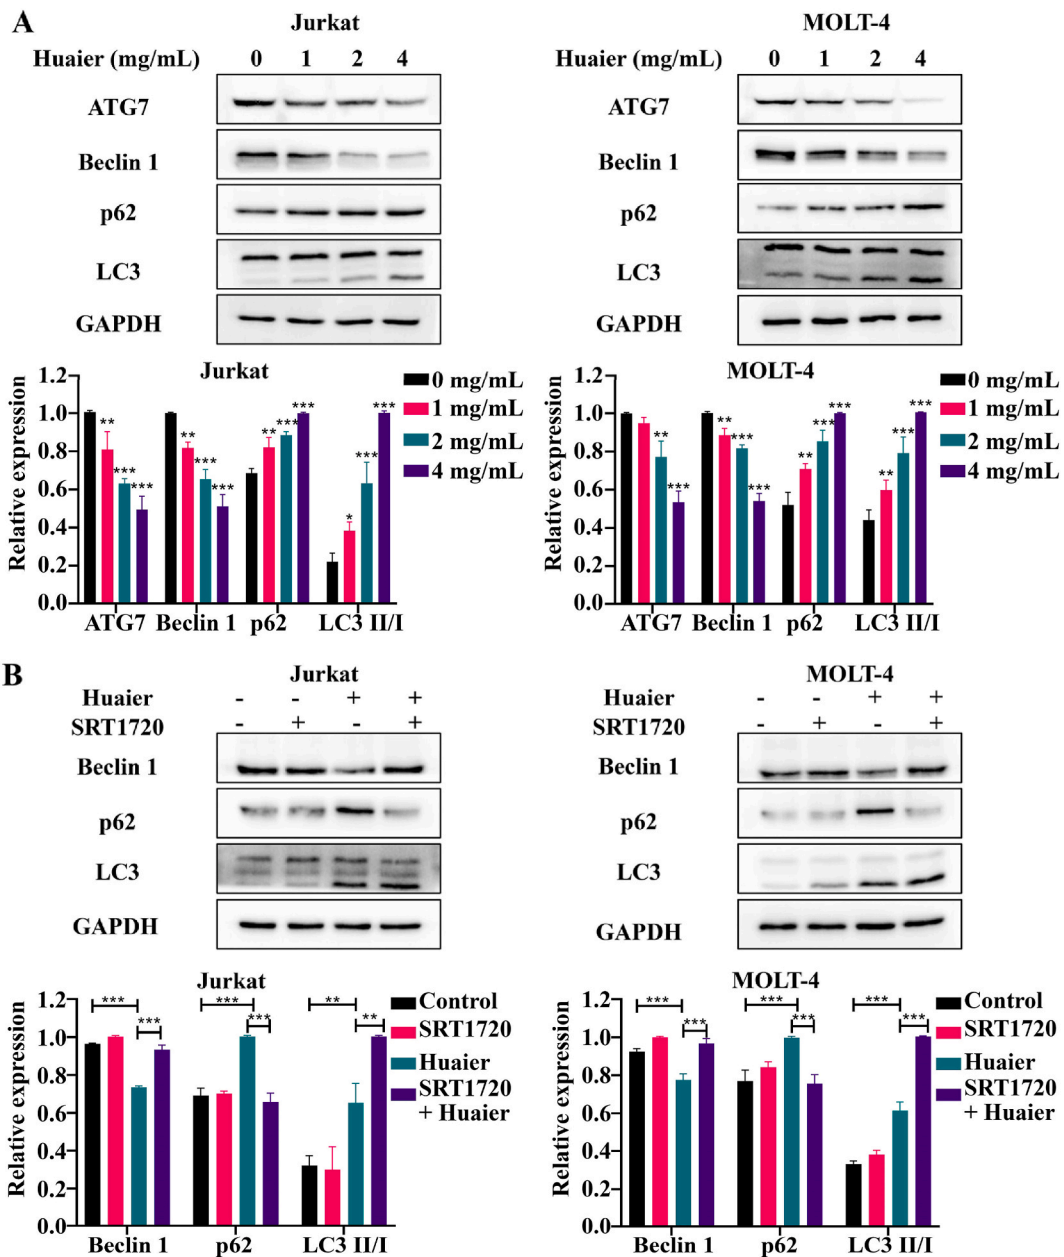 A
Jurkat
Huaier (mg/mL) 0 1 2 4
ATG7
Beclin 1
p62
LC3
GAPDH
MOLT-4
Huaier (mg/mL) 0 1 2 4
ATG7
Beclin 1
p62
LC3
GAPDH
Jurkat
Relative expression
1.2
1.0
0.8
0.6
0.4
0.2
0.0
** *** ***
** *** ***
** *** ***
* *** ***
ATG7 Beclin 1 p62 LC3 II/I
0 mg/mL
1 mg/mL
2 mg/mL
4 mg/mL
MOLT-4
Relative expression
1.2
1.0
0.8
0.6
0.4
0.2
0.0
** ***
** *** ***
** *** ***
** *** ***
ATG7 Beclin 1 p62 LC3 II/I
0 mg/mL
1 mg/mL
2 mg/mL
4 mg/mL
B
Jurkat
Huaier - - + +
SRT1720 - + - +
Beclin 1
p62
LC3
GAPDH
MOLT-4
Huaier - - + +
SRT1720 - + - +
Beclin 1
p62
LC3
GAPDH
Jurkat
Relative expression
1.2
1.0
0.8
0.6
0.4
0.2
0.0
*** ***
*** ***
** **
Beclin 1 p62 LC3 II/I
Control
SRT1720
Huaier
SRT1720
+ Huaier
MOLT-4
Relative expression
1.2
1.0
0.8
0.6
0.4
0.2
0.0
*** ***
*** ***
*** ***
Beclin 1 p62 LC3 II/I
Control
SRT1720
Huaier
SRT1720
+ Huaier